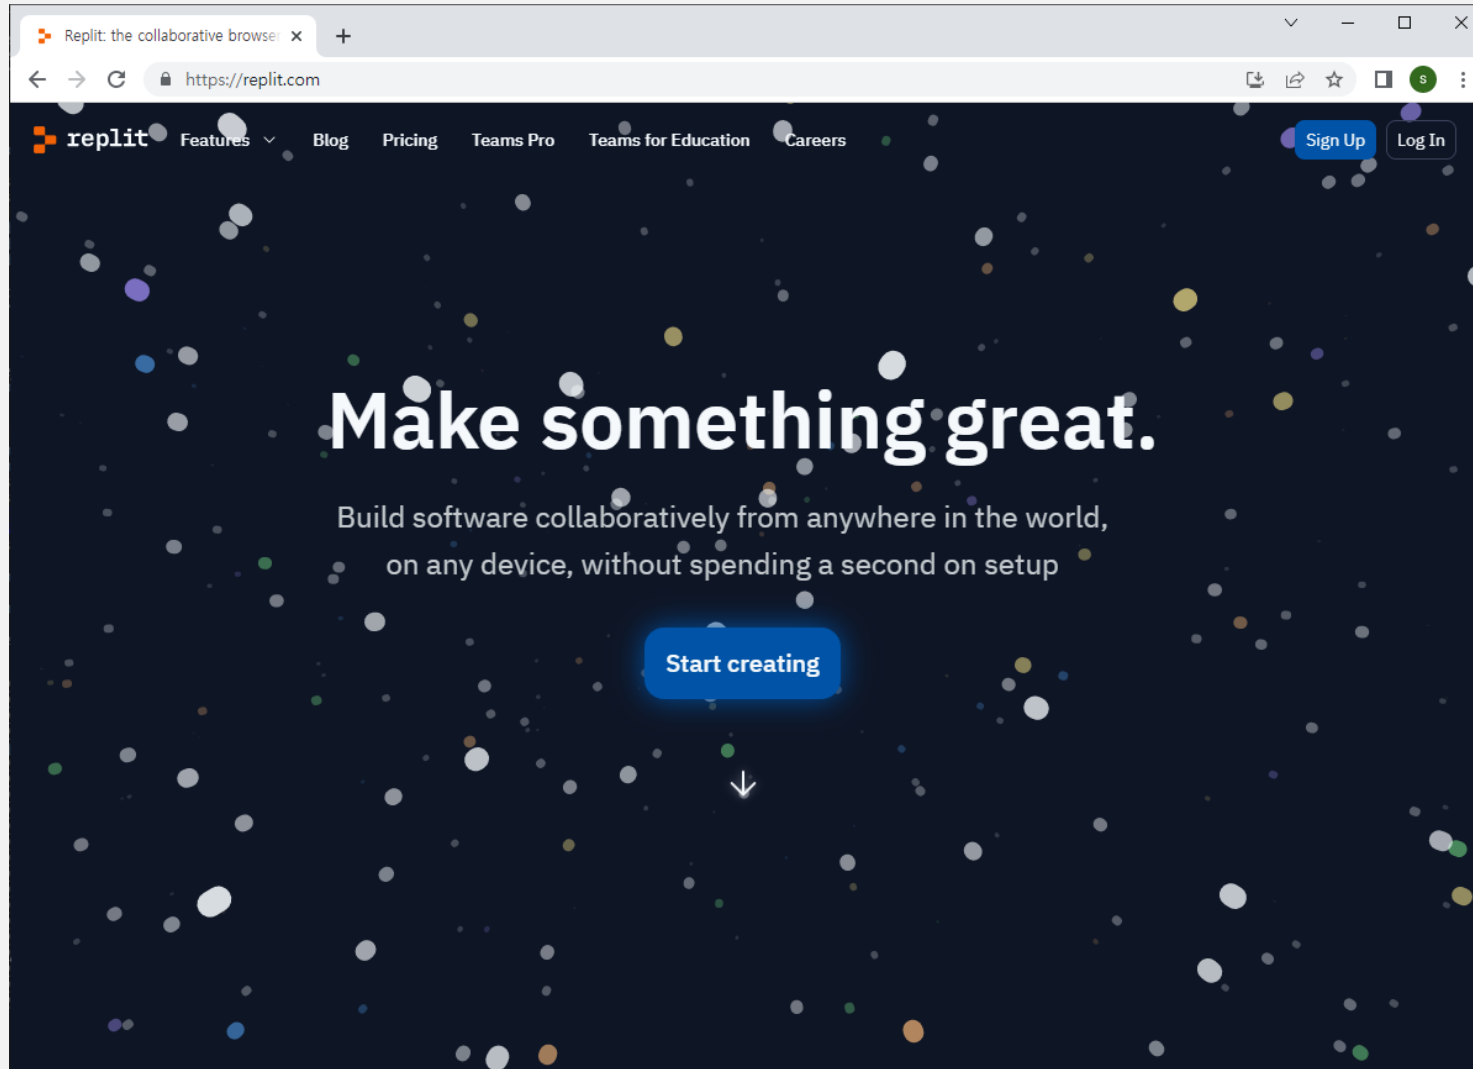 Replit: the collaborative browse
https://replit.com
S
replit Features Blog Pricing Teams Pro Teams for Education Careers Sign Up Log In
Make something great.
Build software collaboratively from anywhere in the world,
on any device, without spending a second on setup
Start creating